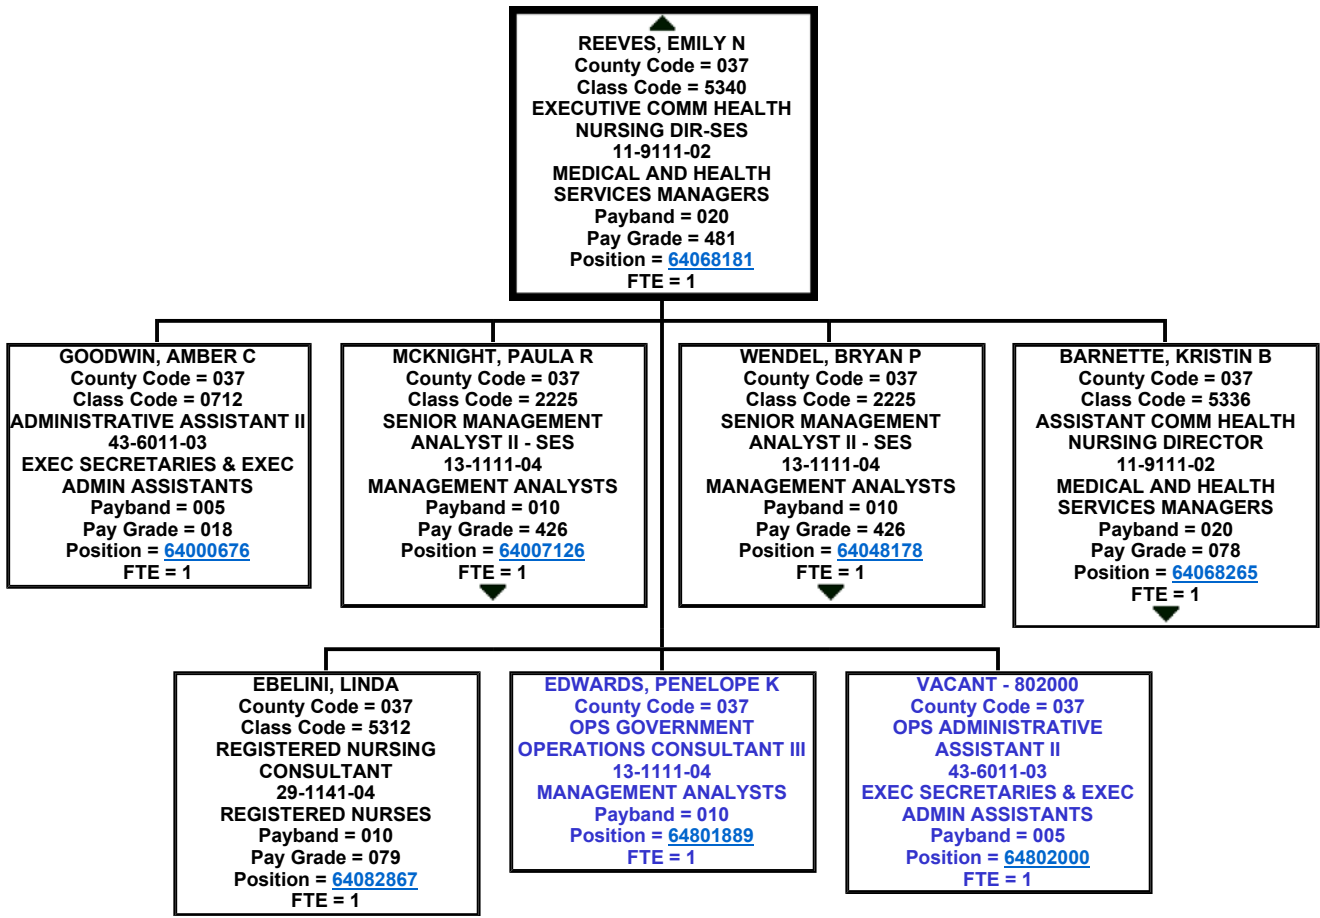 REEVES, EMILY N
County Code = 037
Class Code = 5340
EXECUTIVE COMM HEALTH
NURSING DIR-SES
11-9111-02
MEDICAL AND HEALTH
SERVICES MANAGERS
Payband = 020
Pay Grade = 481
Position = 64068181
FTE = 1
GOODWIN, AMBER C
County Code = 037
Class Code = 0712
ADMINISTRATIVE ASSISTANT II
43-6011-03
EXEC SECRETARIES & EXEC
ADMIN ASSISTANTS
Payband = 005
Pay Grade = 018
Position = 64000676
FTE = 1
MCKNIGHT, PAULA R
County Code = 037
Class Code = 2225
SENIOR MANAGEMENT
ANALYST II - SES
13-1111-04
MANAGEMENT ANALYSTS
Payband = 010
Pay Grade = 426
Position = 64007126
FTE = 1
WENDEL, BRYAN P
County Code = 037
Class Code = 2225
SENIOR MANAGEMENT
ANALYST II - SES
13-1111-04
MANAGEMENT ANALYSTS
Payband = 010
Pay Grade = 426
Position = 64048178
FTE = 1
BARNETTE, KRISTIN B
County Code = 037
Class Code = 5336
ASSISTANT COMM HEALTH
NURSING DIRECTOR
11-9111-02
MEDICAL AND HEALTH
SERVICES MANAGERS
Payband = 020
Pay Grade = 078
Position = 64068265
FTE = 1
EBELINI, LINDA
County Code = 037
Class Code = 5312
REGISTERED NURSING
CONSULTANT
29-1141-04
REGISTERED NURSES
Payband = 010
Pay Grade = 079
Position = 64082867
FTE = 1
EDWARDS, PENELOPE K
County Code = 037
OPS GOVERNMENT
OPERATIONS CONSULTANT III
13-1111-04
MANAGEMENT ANALYSTS
Payband = 010
Position = 64801889
FTE = 1
VACANT - 802000
County Code = 037
OPS ADMINISTRATIVE
ASSISTANT II
43-6011-03
EXEC SECRETARIES & EXEC
ADMIN ASSISTANTS
Payband = 005
Position = 64802000
FTE = 1